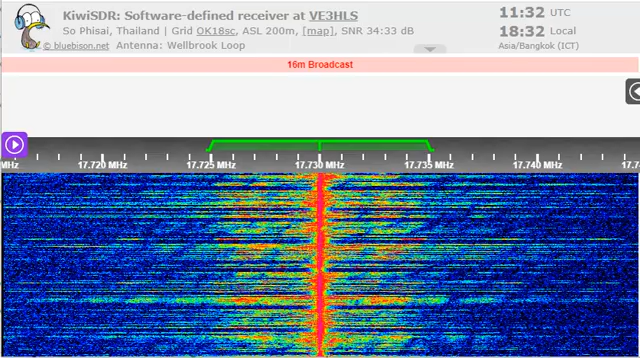 KiwiSDR: Software-defined receiver at VE3HLS
So Phisai, Thailand | Grid OK18sc, ASL 200m, [map], SNR 34:33 dB
© bluebison.net Antenna: Wellbrook Loop
11:32 UTC
18:32 Local
Asia/Bangkok (ICT)
16m Broadcast
MHz 17.720 MHz 17.725 MHz 17.730 MHz 17.735 MHz 17.740 MHz 17.74